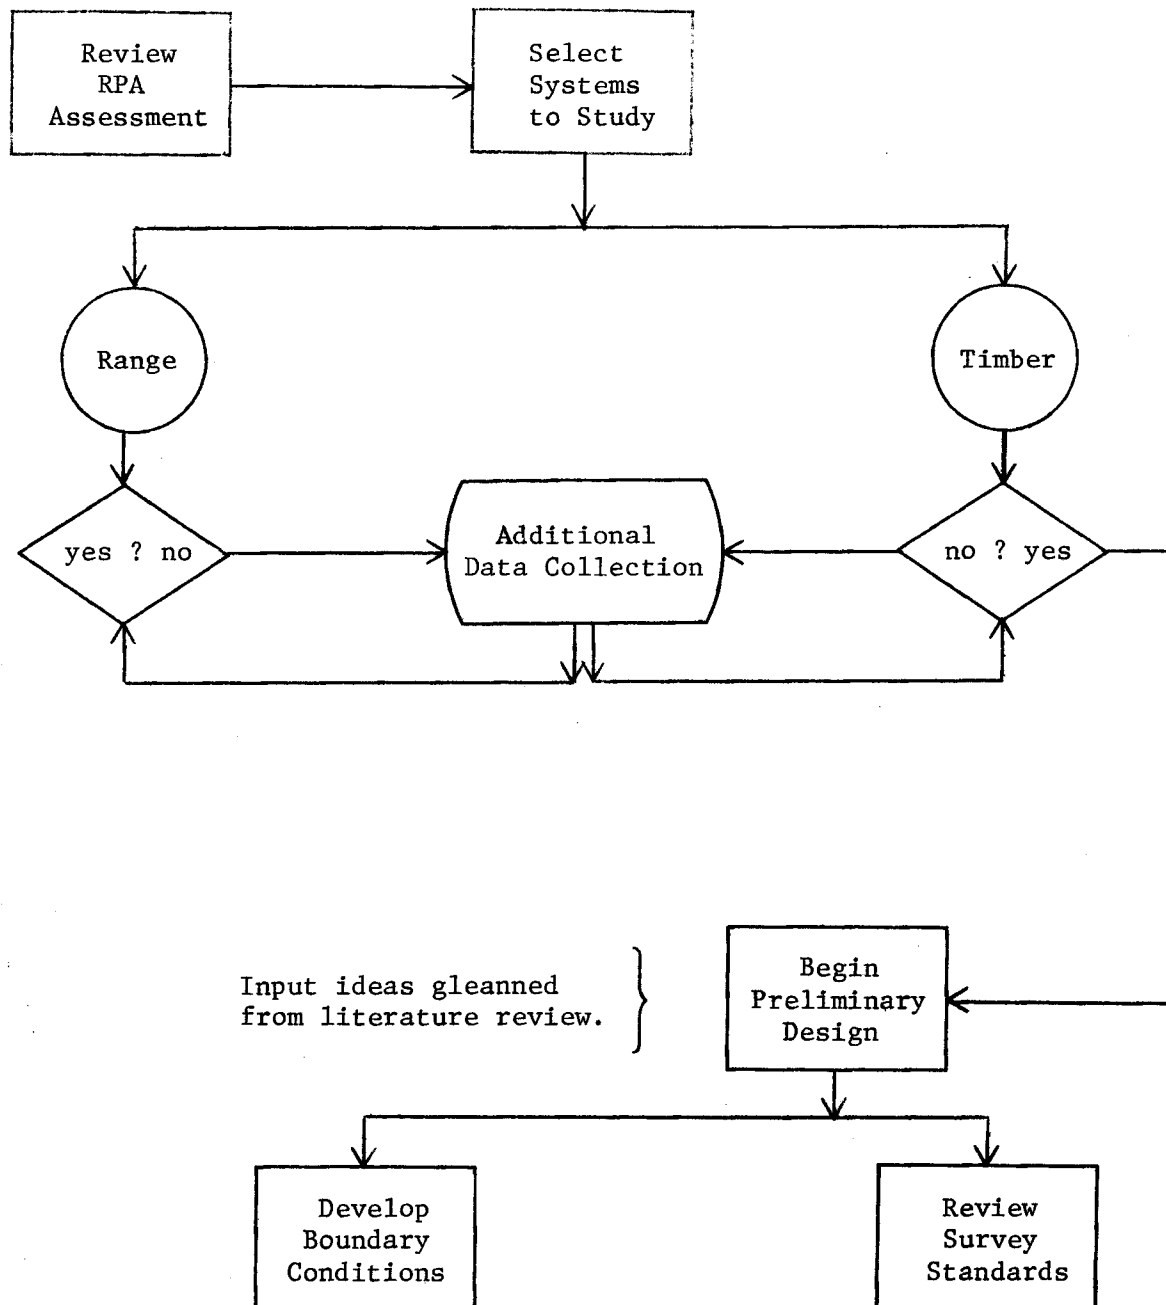 Review
RPA
Assessment
Select
Systems
to Study
Range
Timber
yes ? no
Additional
Data Collection
no ? yes
Input ideas gleanned
from literature review.
Begin
Preliminary
Design
Develop
Boundary
Conditions
Review
Survey
Standards